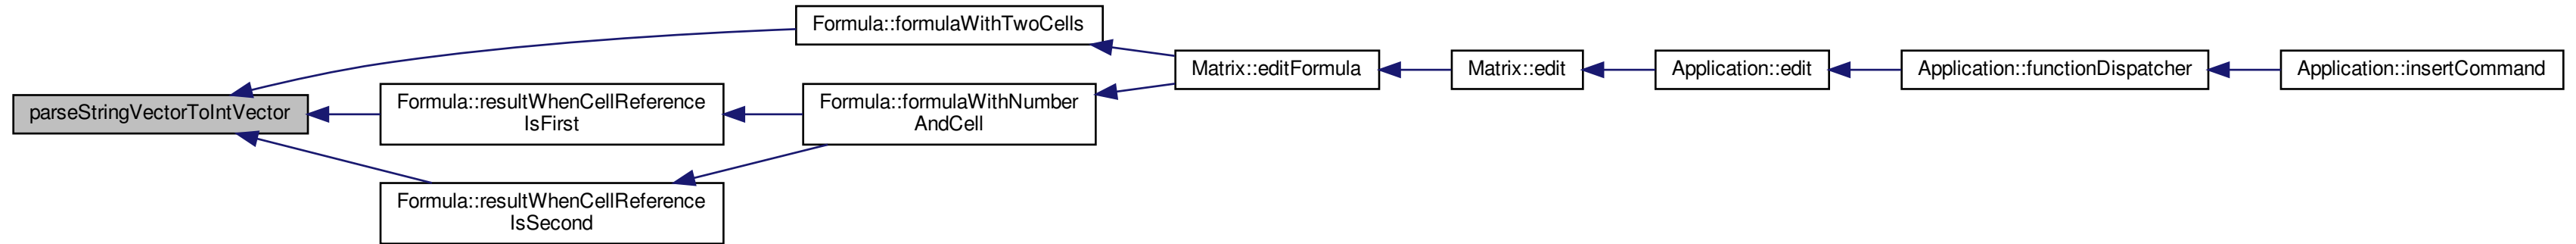 parseStringVectorToIntVector
Formula::formulaWithTwoCells
Formula::resultWhenCellReference
IsFirst
Formula::resultWhenCellReference
IsSecond
Formula::formulaWithNumber
AndCell
Matrix::editFormula
Matrix::edit
Application::edit
Application::functionDispatcher
Application::insertCommand